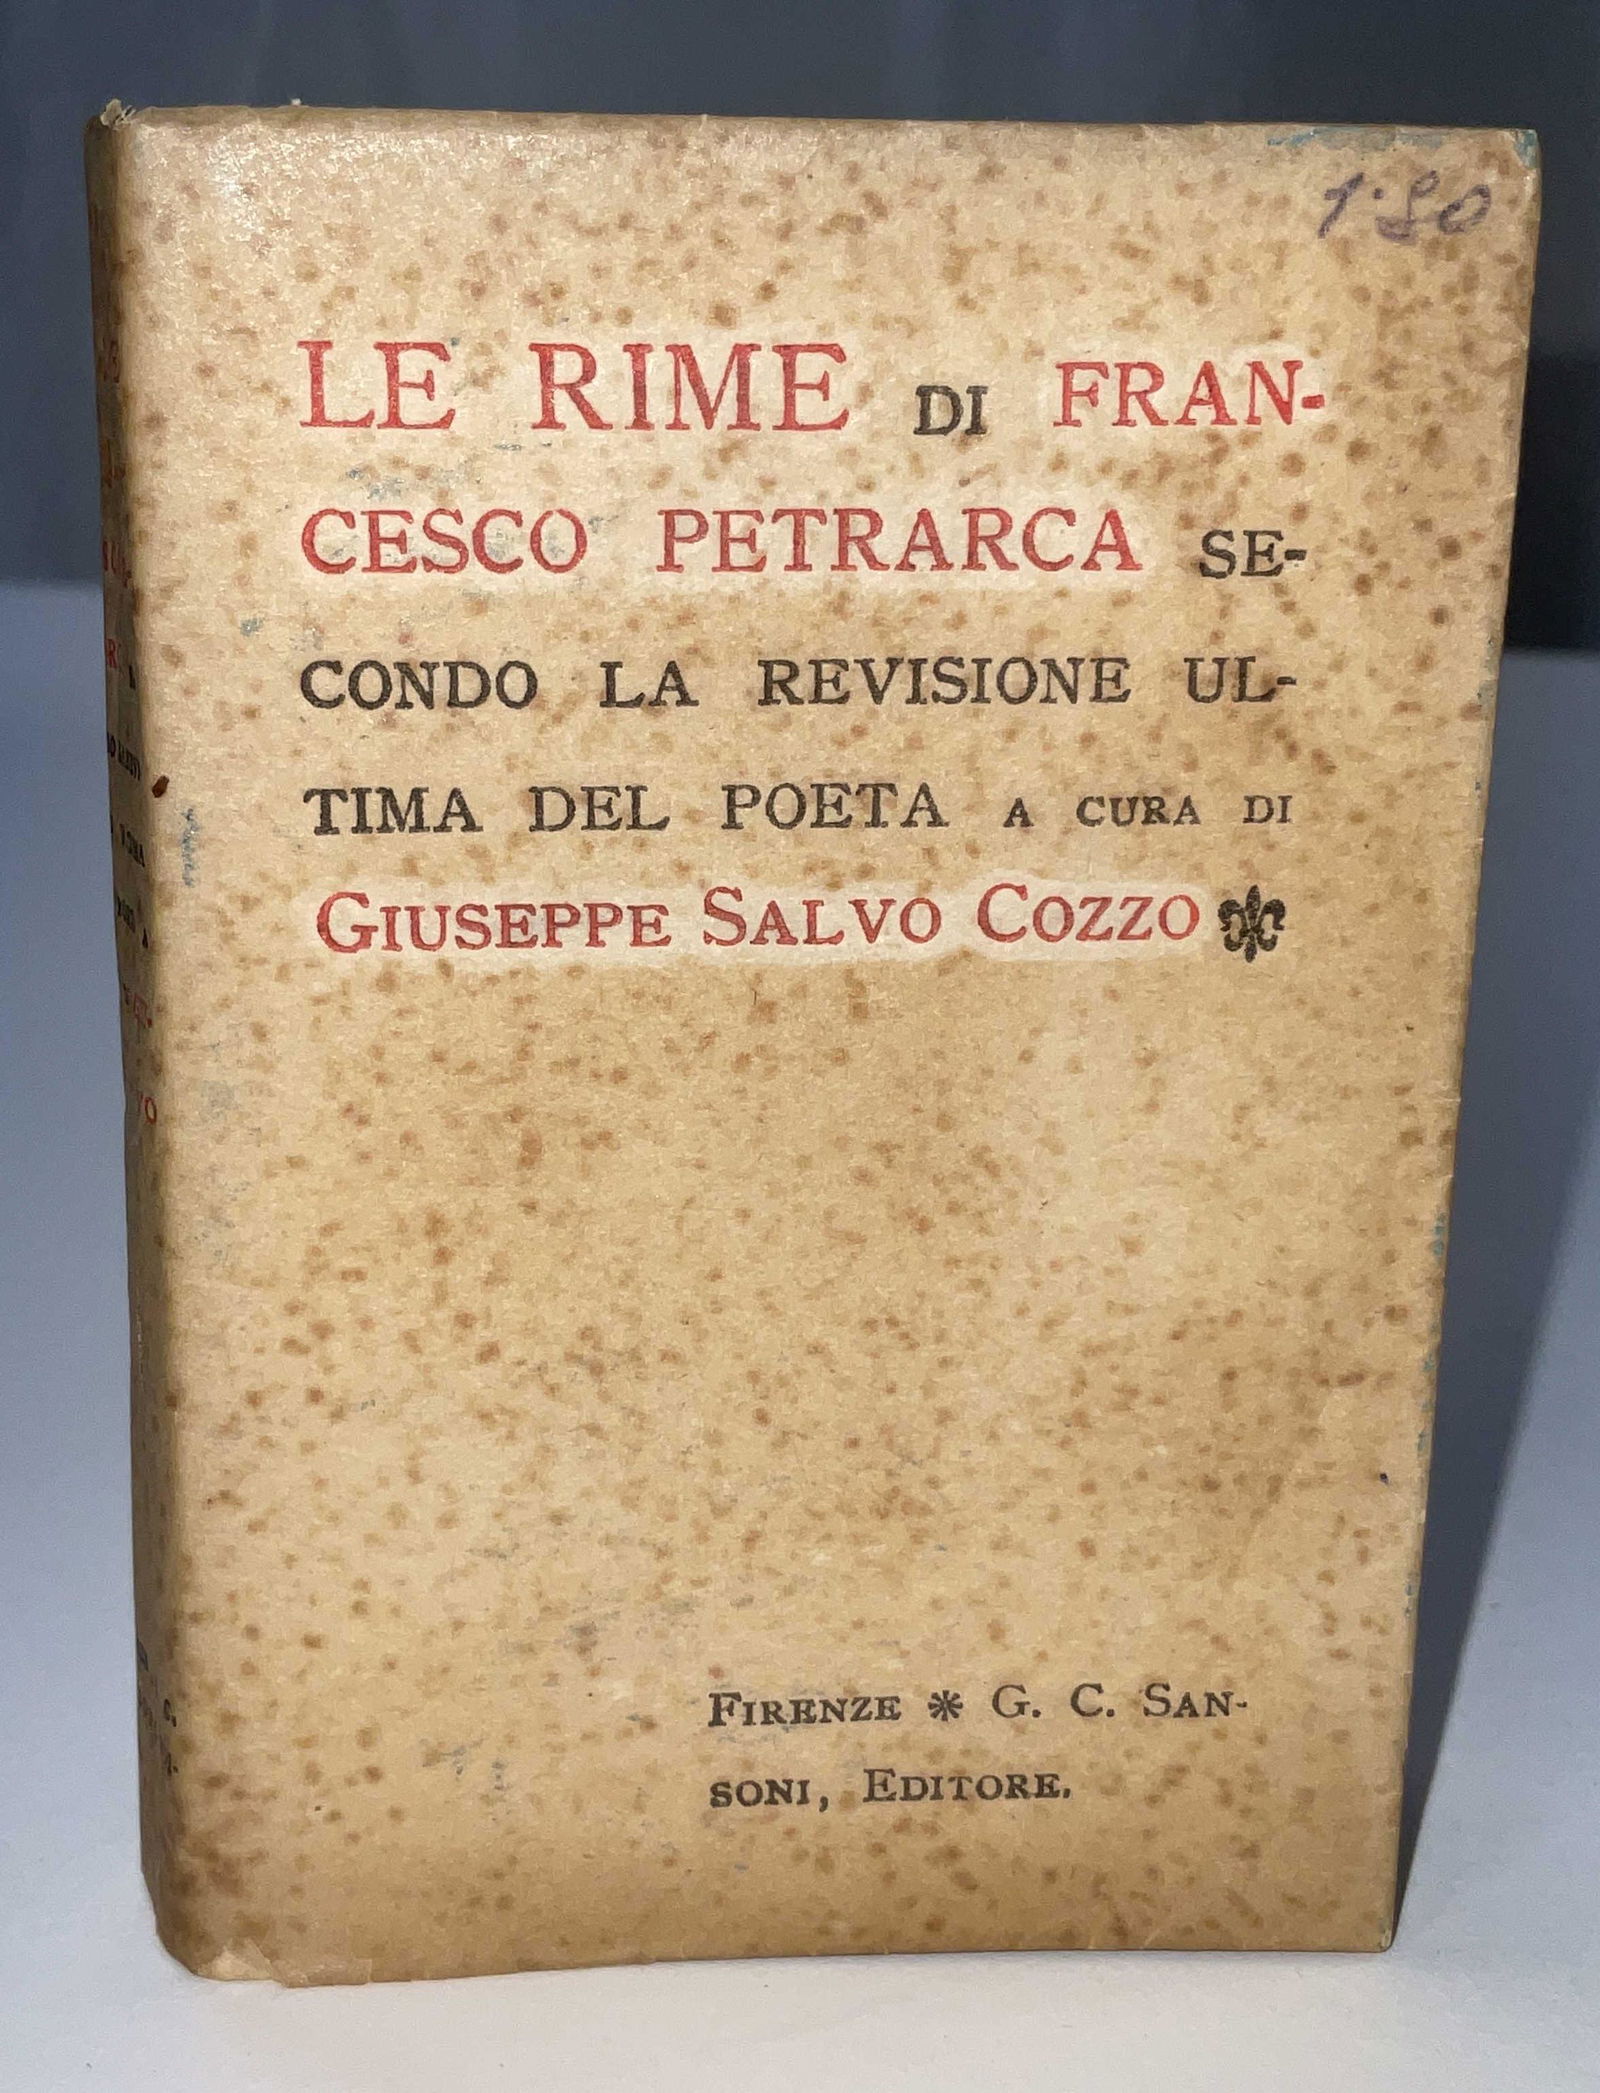 1.80
LE RIME DI FRAN-
CESCO PETRARCA SE-
CONDO LA REVISIONE UL-
TIMA DEL POETA A CURA DI
GIUSEPPE SALVO COZZO
FIRENZE * G. C. SAN-
SONI, EDITORE.